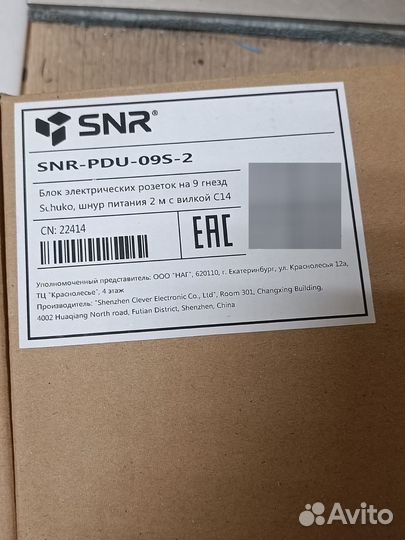 SNR®
SNR-PDU-09S-2
Блок электрических розеток на 9 гнезд
Schuko, шнур питания 2 м с вилкой C14
CN: 22414
EAC
Уполномоченный представитель: ООО "НАГ", 620110, г. Екатеринбург, ул. Краснолесья 12а,
ТЦ "Краснолесье", 4 этаж
Производитель: "Shenzhen Clever Electronic Co., Ltd", Room 301, Changxing Building,
4002 Huaqiang North road, Futian District, Shenzhen, China
Avito